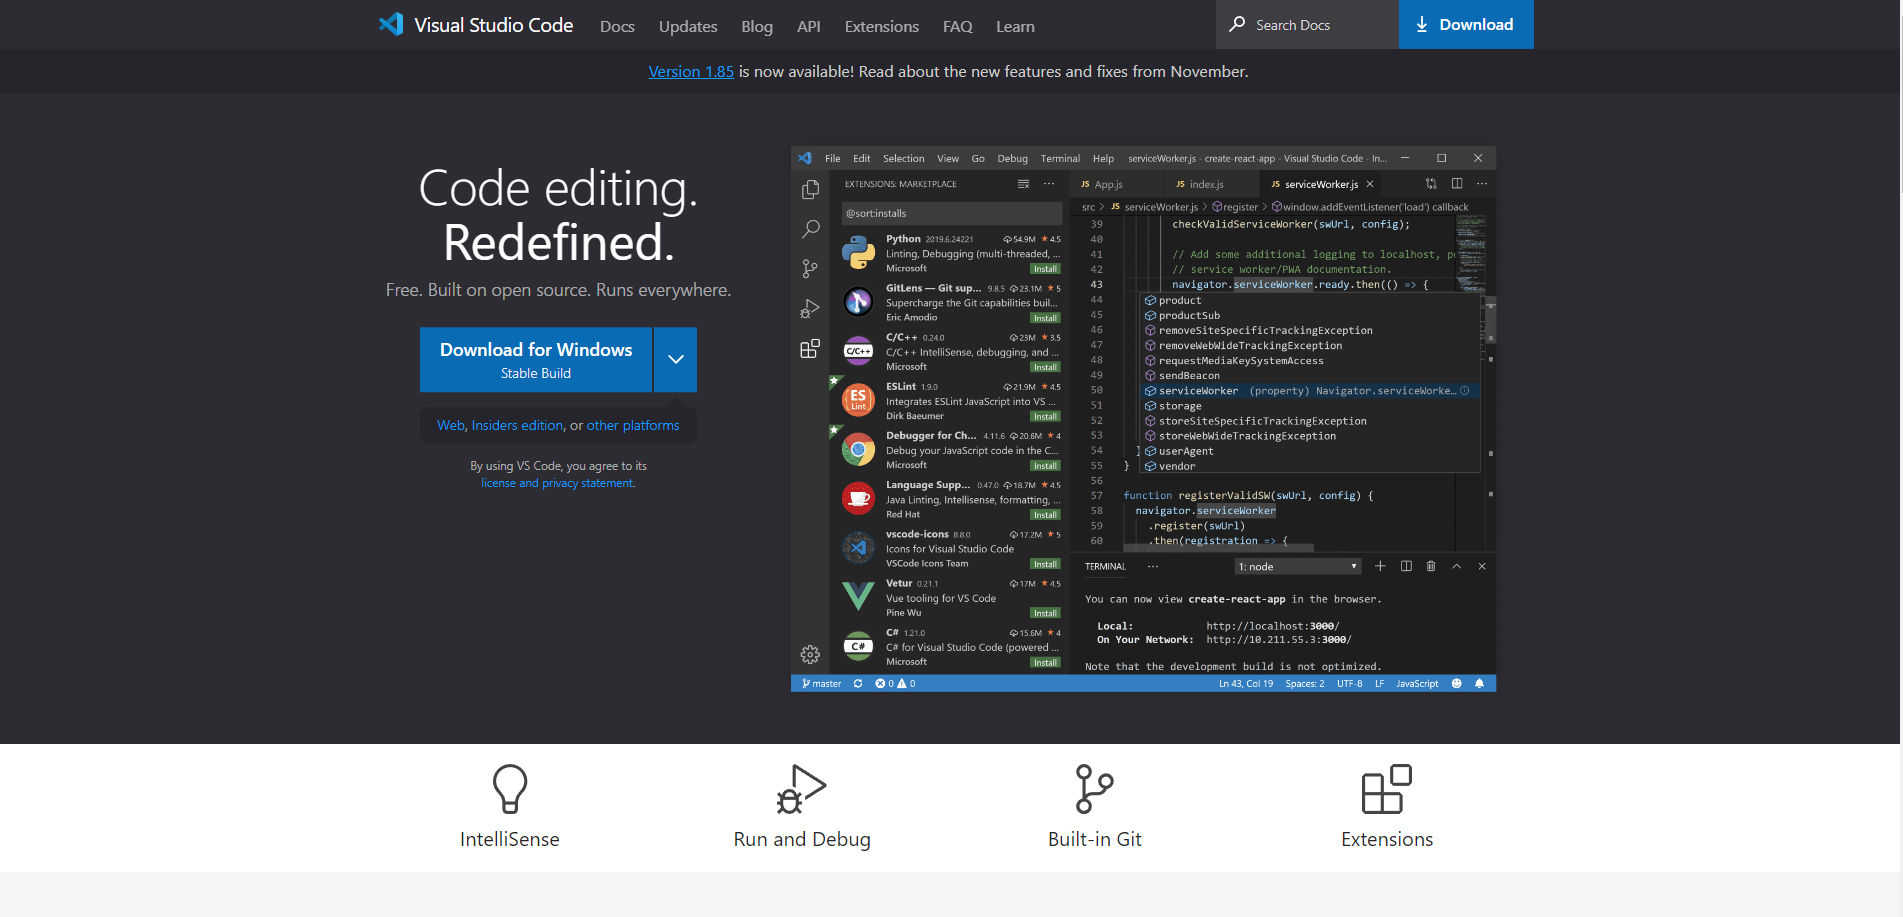 Visual Studio Code Docs Updates Blog API Extensions FAQ Learn Search Docs Download
Version 1.85 is now available! Read about the new features and fixes from November.
Code editing.
Redefined.
Free. Built on open source. Runs everywhere.
Download for Windows
Stable Build
Web, Insiders edition, or other platforms
By using VS Code, you agree to its
license and privacy statement.
File Edit Selection View Go Debug Terminal Help serviceWorker.js - create-react-app - Visual Studio Code - In...
EXTENSIONS: MARKETPLACE ...
@sort:installs
Python 2019.6.24221 54.9M ★ 4.5
Linting, Debugging (multi-threaded, ...
Microsoft Install
GitLens — Git sup... 9.8.5 23.1M ★ 5
Supercharge the Git capabilities buil...
Eric Amodio Install
C/C++
C/C++ 0.24.0 23M ★ 3.5
C/C++ IntelliSense, debugging, and ...
Microsoft Install
ES
Lint
ESLint 1.9.0 21.9M ★ 4.5
Integrates ESLint JavaScript into VS ...
Dirk Baeumer Install
Debugger for Ch... 4.11.6 20.6M ★ 4
Debug your JavaScript code in the C...
Microsoft Install
Language Supp... 0.47.0 18.7M ★ 4.5
Java Linting, Intellisense, formatting, ...
Red Hat Install
vscode-icons 8.8.0 17.2M ★ 5
Icons for Visual Studio Code
VSCode Icons Team Install
Vetur 0.21.1 17M ★ 4.5
Vue tooling for VS Code
Pine Wu Install
C#
C# 1.21.0 15.6M ★ 4
C# for Visual Studio Code (powered ...
Microsoft Install
JS App.js JS index.js JS serviceWorker.js ...
src > JS serviceWorker.js > register > window.addEventListener('load') callback
39 checkValidServiceWorker(swUrl, config);
40
41 // Add some additional logging to localhost, po
42 // service worker/PWA documentation.
43 navigator.serviceWorker.ready.then(() => {
44 product
45 productSub
46 removeSiteSpecificTrackingException
47 removeWebWideTrackingException
48 requestMediaKeySystemAccess
49 sendBeacon
50 serviceWorker (property) Navigator.serviceWorke...
51 storage
52 storeSiteSpecificTrackingException
53 storeWebWideTrackingException
54 } userAgent
55 } vendor
56
57 function registerValidSW(swUrl, config) {
58 navigator.serviceWorker
59 .register(swUrl)
60 .then(registration => {
TERMINAL ... 1: node
You can now view create-react-app in the browser.
Local: http://localhost:3000/
On Your Network: http://10.211.55.3:3000/
Note that the development build is not optimized.
master 0 0 Ln 43, Col 19 Spaces: 2 UTF-8 LF JavaScript
IntelliSense Run and Debug Built-in Git Extensions